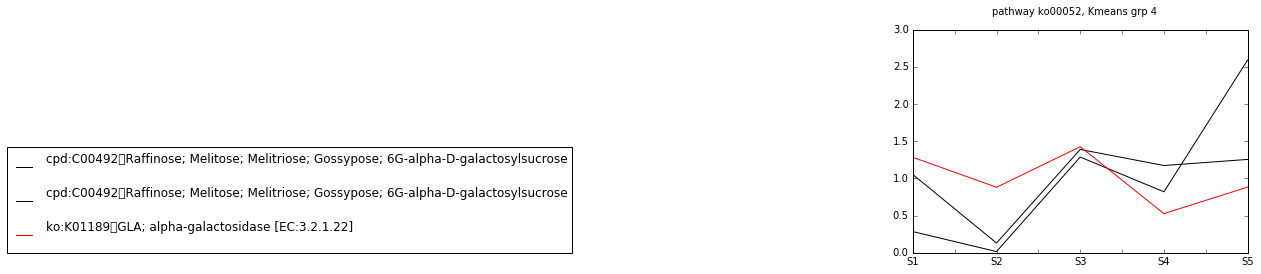 pathway ko00052, Kmeans grp 4
3.0
2.5
2.0
1.5
1.0
0.5
0.0
S1 S2 S3 S4 S5
cpd:C00492▯Raffinose; Melitose; Melitriose; Gossypose; 6G-alpha-D-galactosylsucrose
cpd:C00492▯Raffinose; Melitose; Melitriose; Gossypose; 6G-alpha-D-galactosylsucrose
ko:K01189▯GLA; alpha-galactosidase [EC:3.2.1.22]